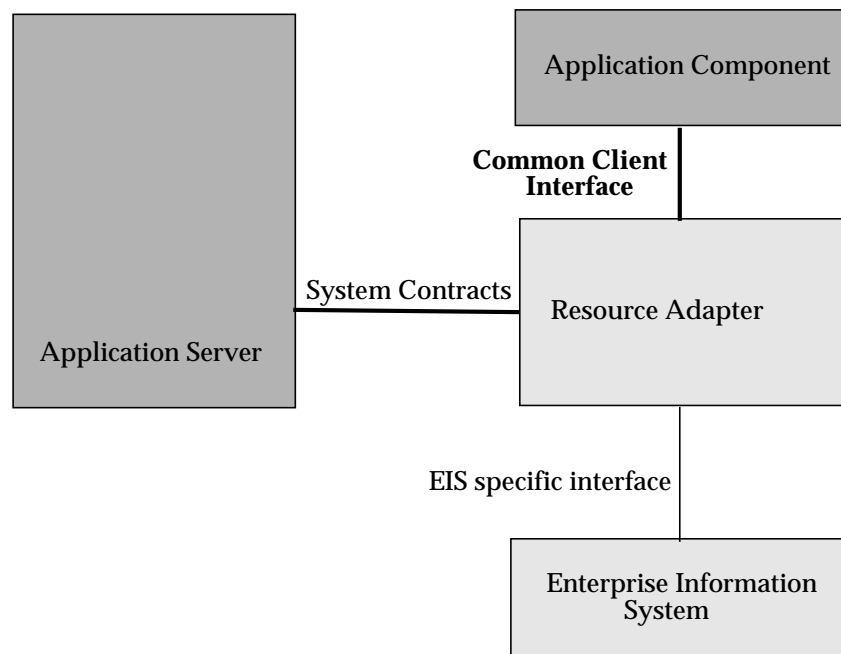 Application Component
Common Client
Interface
System Contracts
Resource Adapter
Application Server
EIS specific interface
Enterprise Information
System